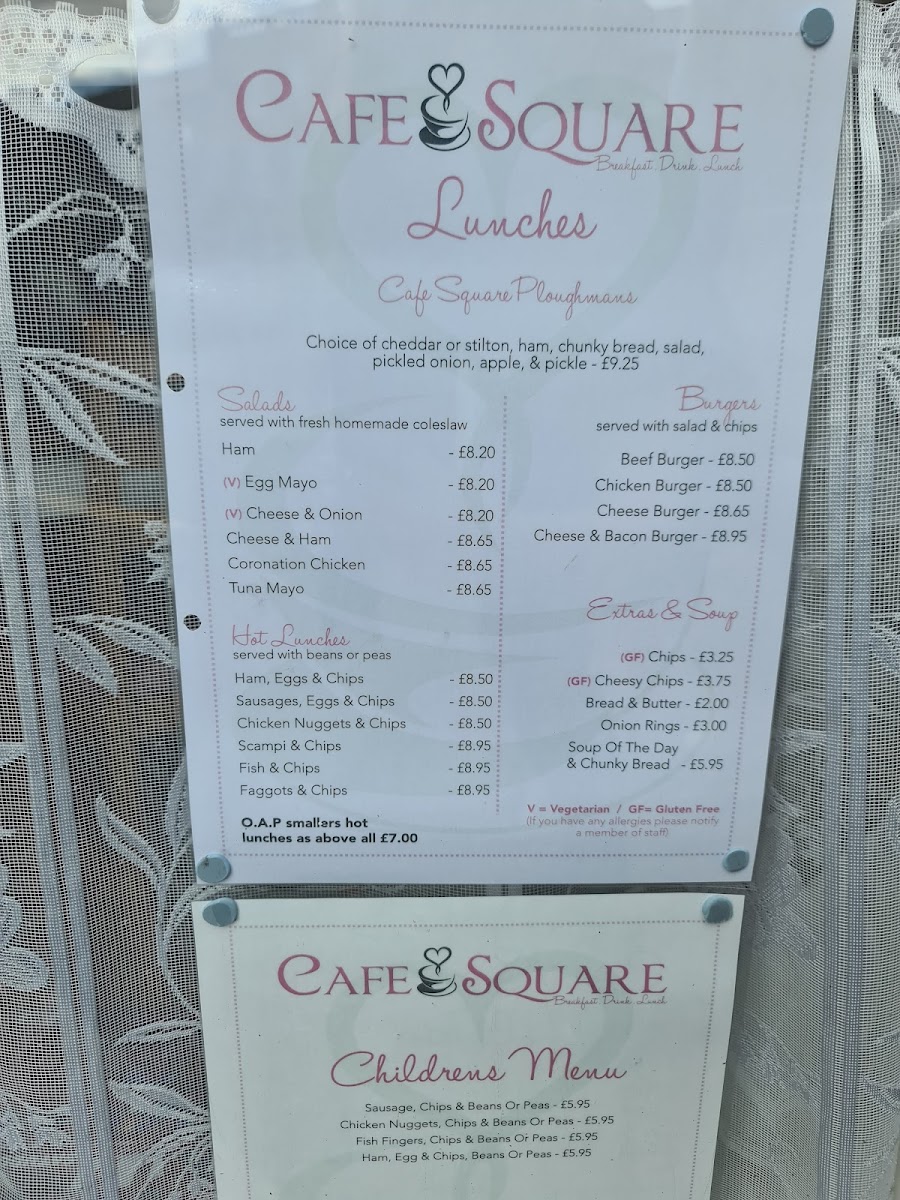 CAFE SQUARE
Breakfast. Drink. Lunch
Lunches
Cafe Square Ploughmans
Choice of cheddar or stilton, ham, chunky bread, salad,
pickled onion, apple, & pickle - £9.25
Salads
served with fresh homemade coleslaw
Ham - £8.20
(V) Egg Mayo - £8.20
(V) Cheese & Onion - £8.20
Cheese & Ham - £8.65
Coronation Chicken - £8.65
Tuna Mayo - £8.65
Hot Lunches
served with beans or peas
Ham, Eggs & Chips - £8.50
Sausages, Eggs & Chips - £8.50
Chicken Nuggets & Chips - £8.50
Scampi & Chips - £8.95
Fish & Chips - £8.95
Faggots & Chips - £8.95
O.A.P smallers hot
lunches as above all £7.00
Burgers
served with salad & chips
Beef Burger - £8.50
Chicken Burger - £8.50
Cheese Burger - £8.65
Cheese & Bacon Burger - £8.95
Extras & Soup
(GF) Chips - £3.25
(GF) Cheesy Chips - £3.75
Bread & Butter - £2.00
Onion Rings - £3.00
Soup Of The Day
& Chunky Bread - £5.95
V = Vegetarian / GF= Gluten Free
(If you have any allergies please notify
a member of staff)
CAFE SQUARE
Breakfast. Drink. Lunch
Childrens Menu
Sausage, Chips & Beans Or Peas - £5.95
Chicken Nuggets, Chips & Beans Or Peas - £5.95
Fish Fingers, Chips & Beans Or Peas - £5.95
Ham, Egg & Chips, Beans Or Peas - £5.95